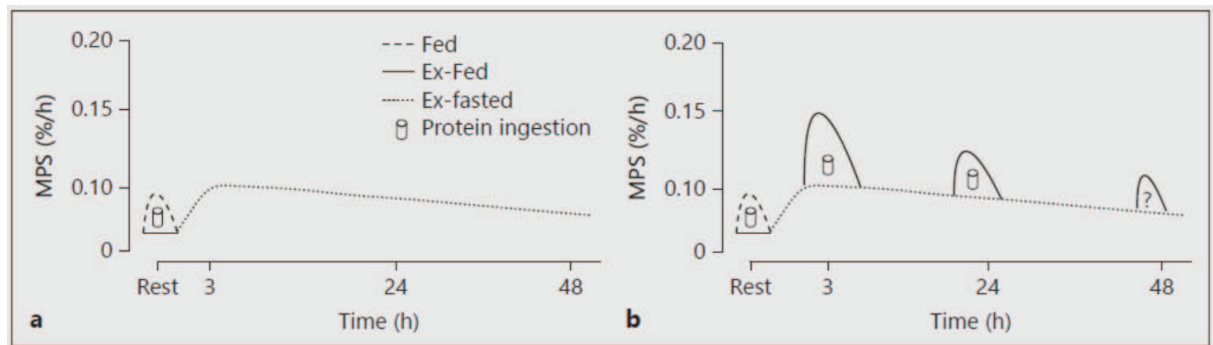 0.20
0.15
0.10
0
MPS (%/h)
Fed
Ex-Fed
Ex-fasted
Protein ingestion
Rest 3 24 48
Time (h)
a
0.20
0.15
0.10
0
MPS (%/h)
?
Rest 3 24 48
Time (h)
b